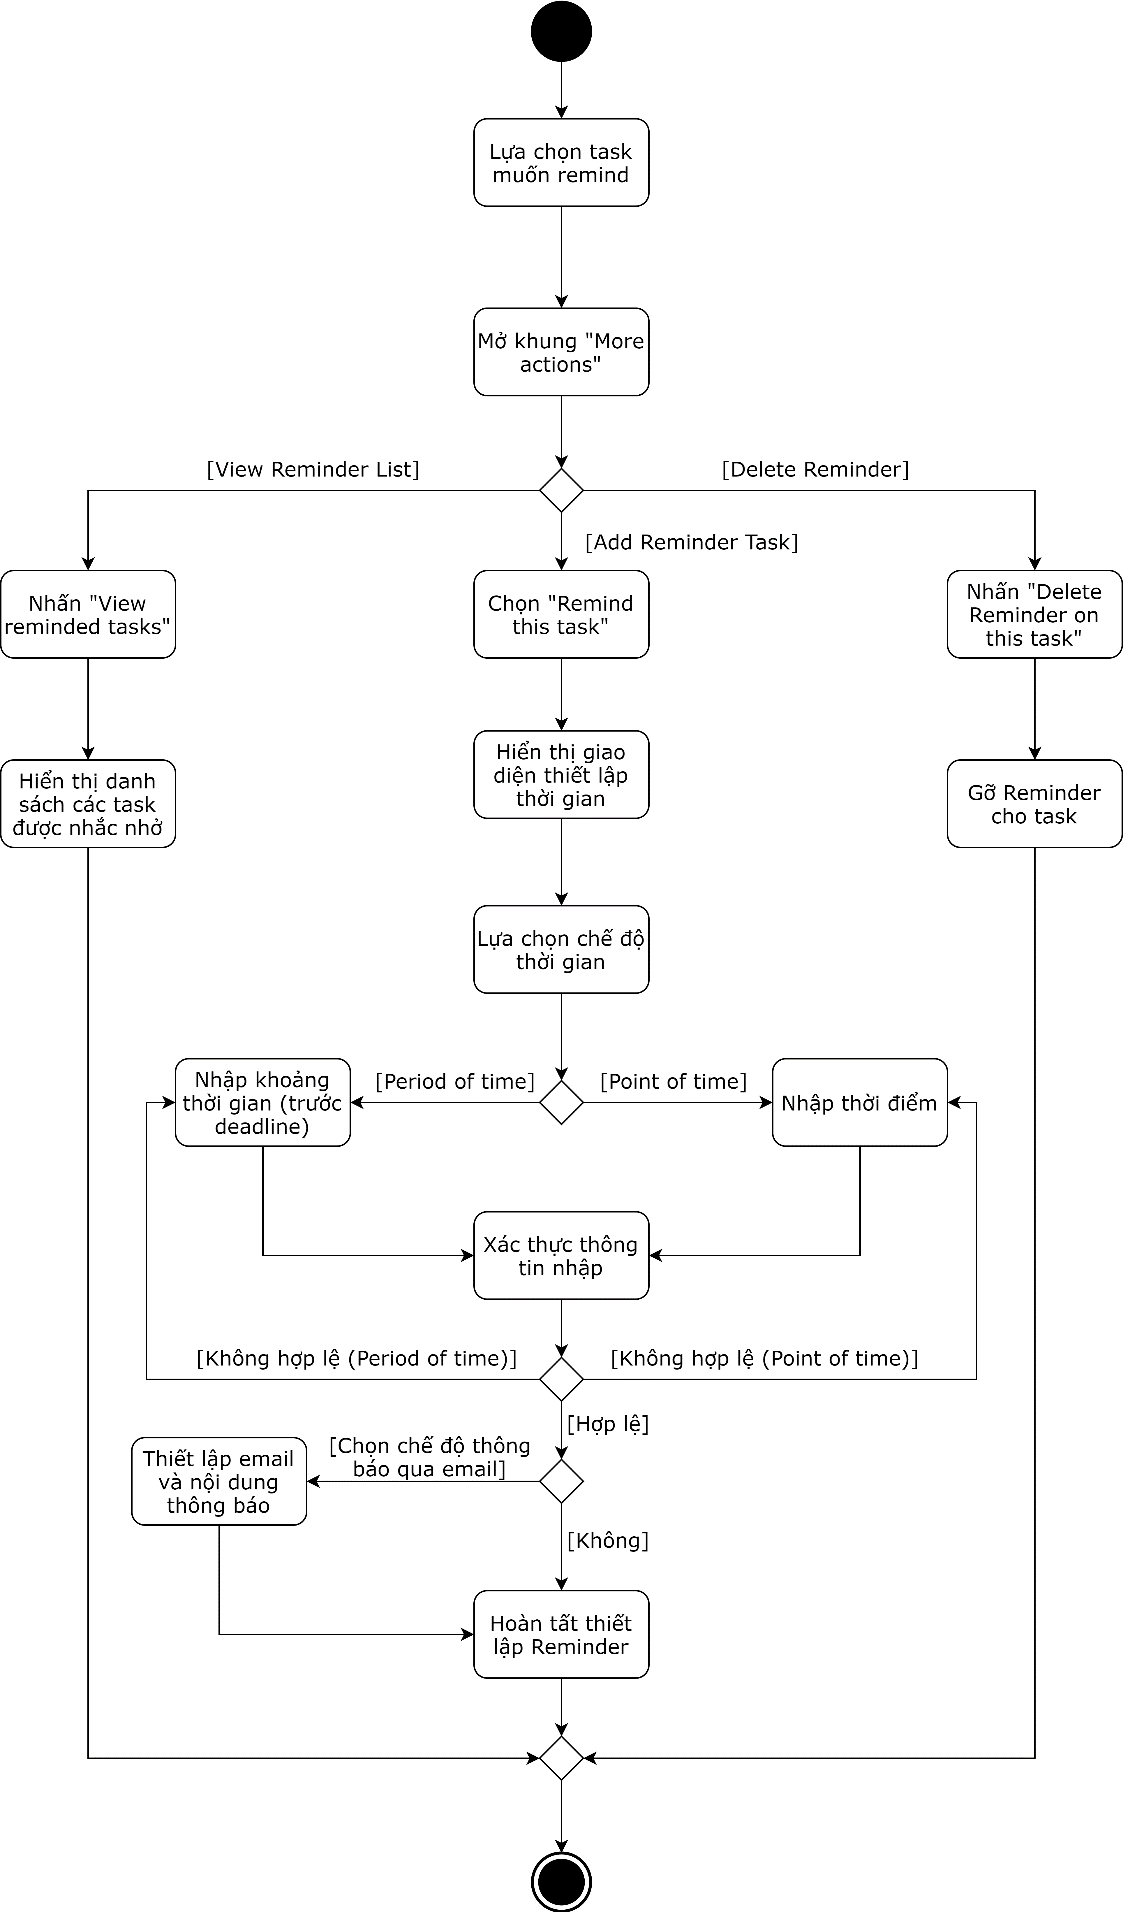 Lựa chọn task
muốn remind
Mở khung "More
actions"
[View Reminder List]
[Delete Reminder]
[Add Reminder Task]
Nhấn "View
reminded tasks"
Chọn "Remind
this task"
Nhấn "Delete
Reminder on
this task"
Hiển thị danh
sách các task
được nhắc nhở
Hiển thị giao
diện thiết lập
thời gian
Gỡ Reminder
cho task
Lựa chọn chế độ
thời gian
Nhập khoảng
thời gian (trước
deadline)
[Period of time]
[Point of time]
Nhập thời điểm
Xác thực thông
tin nhập
[Không hợp lệ (Period of time)]
[Không hợp lệ (Point of time)]
[Hợp lệ]
Thiết lập email
và nội dung
thông báo
[Chọn chế độ thông
báo qua email]
[Không]
Hoàn tất thiết
lập Reminder